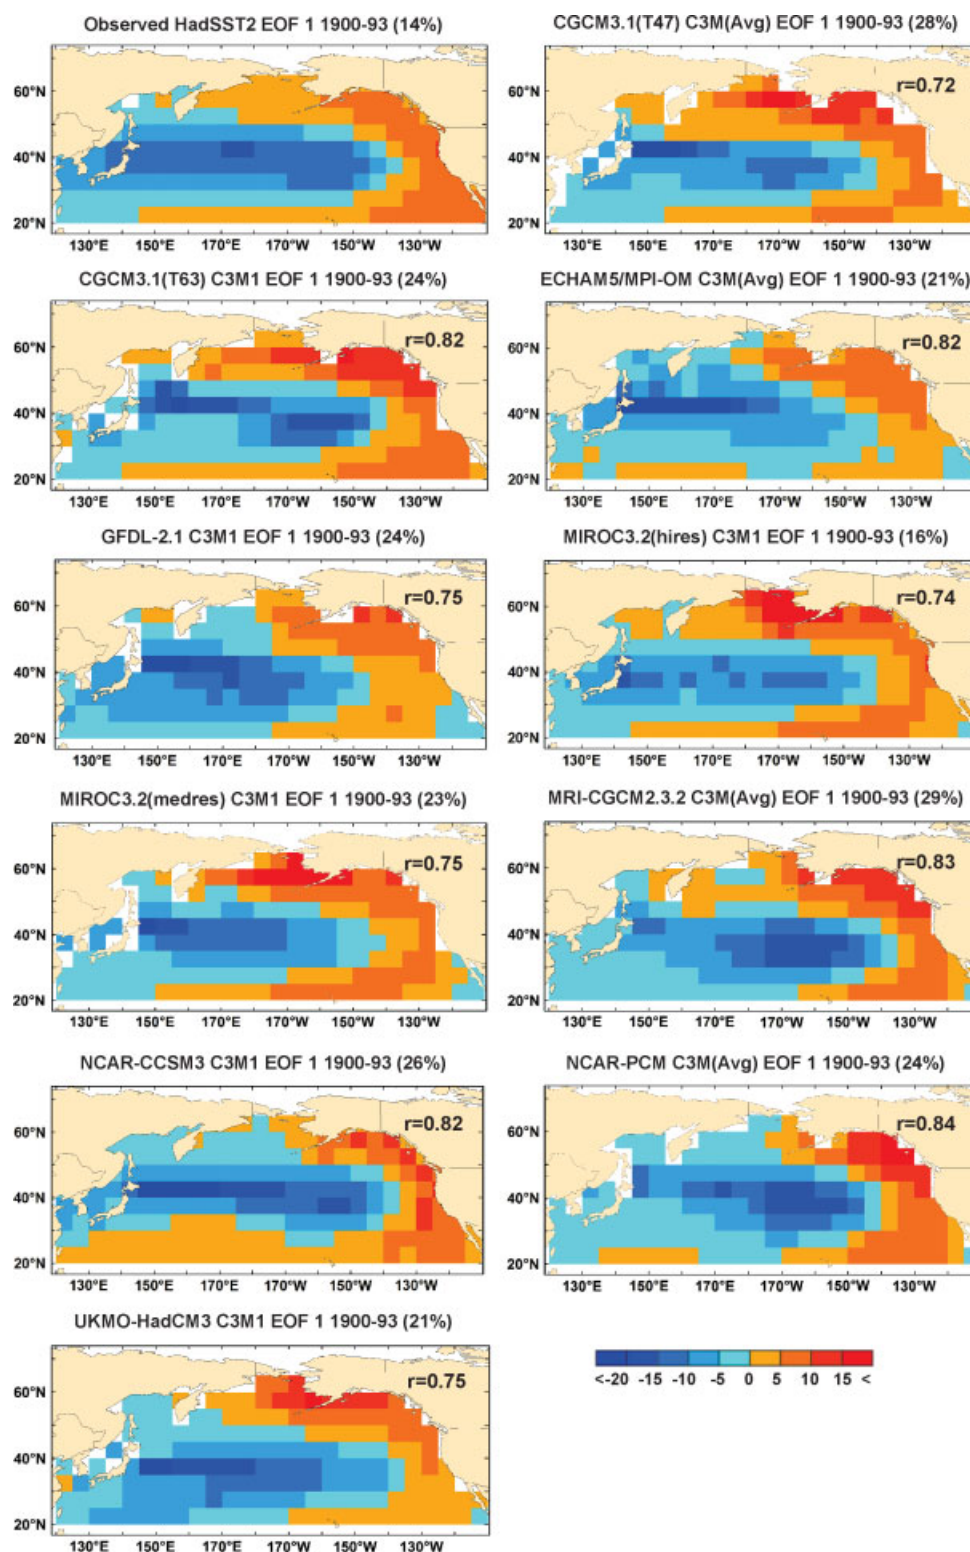 Observed HadSST2 EOF 1 1900-93 (14%)
CGCM3.1(T47) C3M(Avg) EOF 1 1900-93 (28%)
60°N
40°N
20°N
130°E 150°E 170°E 170°W 150°W 130°W
r=0.72
60°N
40°N
20°N
130°E 150°E 170°E 170°W 150°W 130°W
CGCM3.1(T63) C3M1 EOF 1 1900-93 (24%)
ECHAM5/MPI-OM C3M(Avg) EOF 1 1900-93 (21%)
r=0.82
60°N
40°N
20°N
130°E 150°E 170°E 170°W 150°W 130°W
r=0.82
60°N
40°N
20°N
130°E 150°E 170°E 170°W 150°W 130°W
GFDL-2.1 C3M1 EOF 1 1900-93 (24%)
MIROC3.2(hires) C3M1 EOF 1 1900-93 (16%)
r=0.75
60°N
40°N
20°N
130°E 150°E 170°E 170°W 150°W 130°W
r=0.74
60°N
40°N
20°N
130°E 150°E 170°E 170°W 150°W 130°W
MIROC3.2(medres) C3M1 EOF 1 1900-93 (23%)
MRI-CGCM2.3.2 C3M(Avg) EOF 1 1900-93 (29%)
r=0.75
60°N
40°N
20°N
130°E 150°E 170°E 170°W 150°W 130°W
r=0.83
60°N
40°N
20°N
130°E 150°E 170°E 170°W 150°W 130°W
NCAR-CCSM3 C3M1 EOF 1 1900-93 (26%)
NCAR-PCM C3M(Avg) EOF 1 1900-93 (24%)
r=0.82
60°N
40°N
20°N
130°E 150°E 170°E 170°W 150°W 130°W
r=0.84
60°N
40°N
20°N
130°E 150°E 170°E 170°W 150°W 130°W
UKMO-HadCM3 C3M1 EOF 1 1900-93 (21%)
r=0.75
60°N
40°N
20°N
130°E 150°E 170°E 170°W 150°W 130°W
<-20 -15 -10 -5 0 5 10 15 <